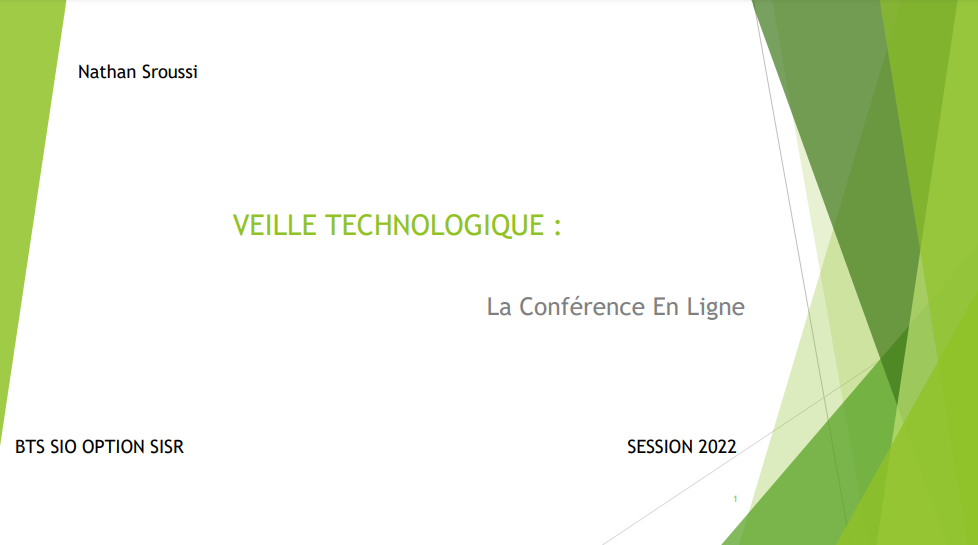 Nathan Sroussi
VEILLE TECHNOLOGIQUE :
La Conférence En Ligne
BTS SIO OPTION SISR
SESSION 2022
1